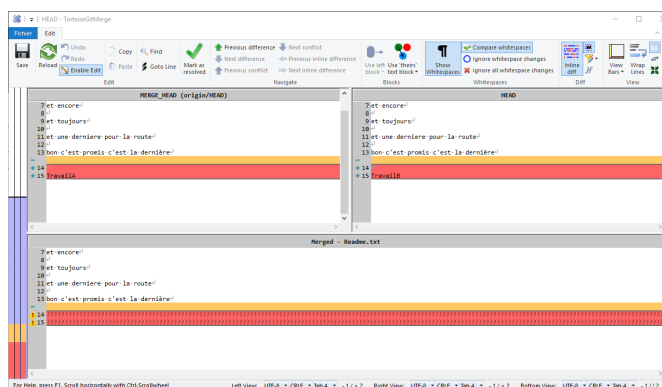 HEAD - TortoiseGitMerge
Fichier Edit
Save Reload Undo Redo Enable Edit Copy Paste Find Goto Line Mark as resolved
Previous difference Next difference Previous conflict Next conflict Previous inline difference Next inline difference
Use left block Use 'theirs' text block Show Whitespaces
Compare whitespaces
Ignore whitespace changes
Ignore all whitespace changes
Inline diff View Bars Wrap Lines
Edit Navigate Blocks Whitespaces Diff View
MERGE_HEAD (origin/HEAD)
7 et·encore
8
9 et·toujours
10
11 et·une·derniere·pour·la·route
12
13 bon·c'est·promis·c'est·la·dernière
14
15 TravailA
HEAD
7 et·encore
8
9 et·toujours
10
11 et·une·derniere·pour·la·route
12
13 bon·c'est·promis·c'est·la·dernière
14
15 TravailB
Merged - Readme.txt
7 et·encore
8
9 et·toujours
10
11 et·une·derniere·pour·la·route
12
13 bon·c'est·promis·c'est·la·dernière
14
15
For Help, press F1. Scroll horizontally with Ctrl-Scrollwheel Left View: UTF-8 CRLF Tab 4 - 1 / + 2 Right View: UTF-8 CRLF Tab 4 - 1 / + 2 Bottom View: UTF-8 CRLF Tab 4